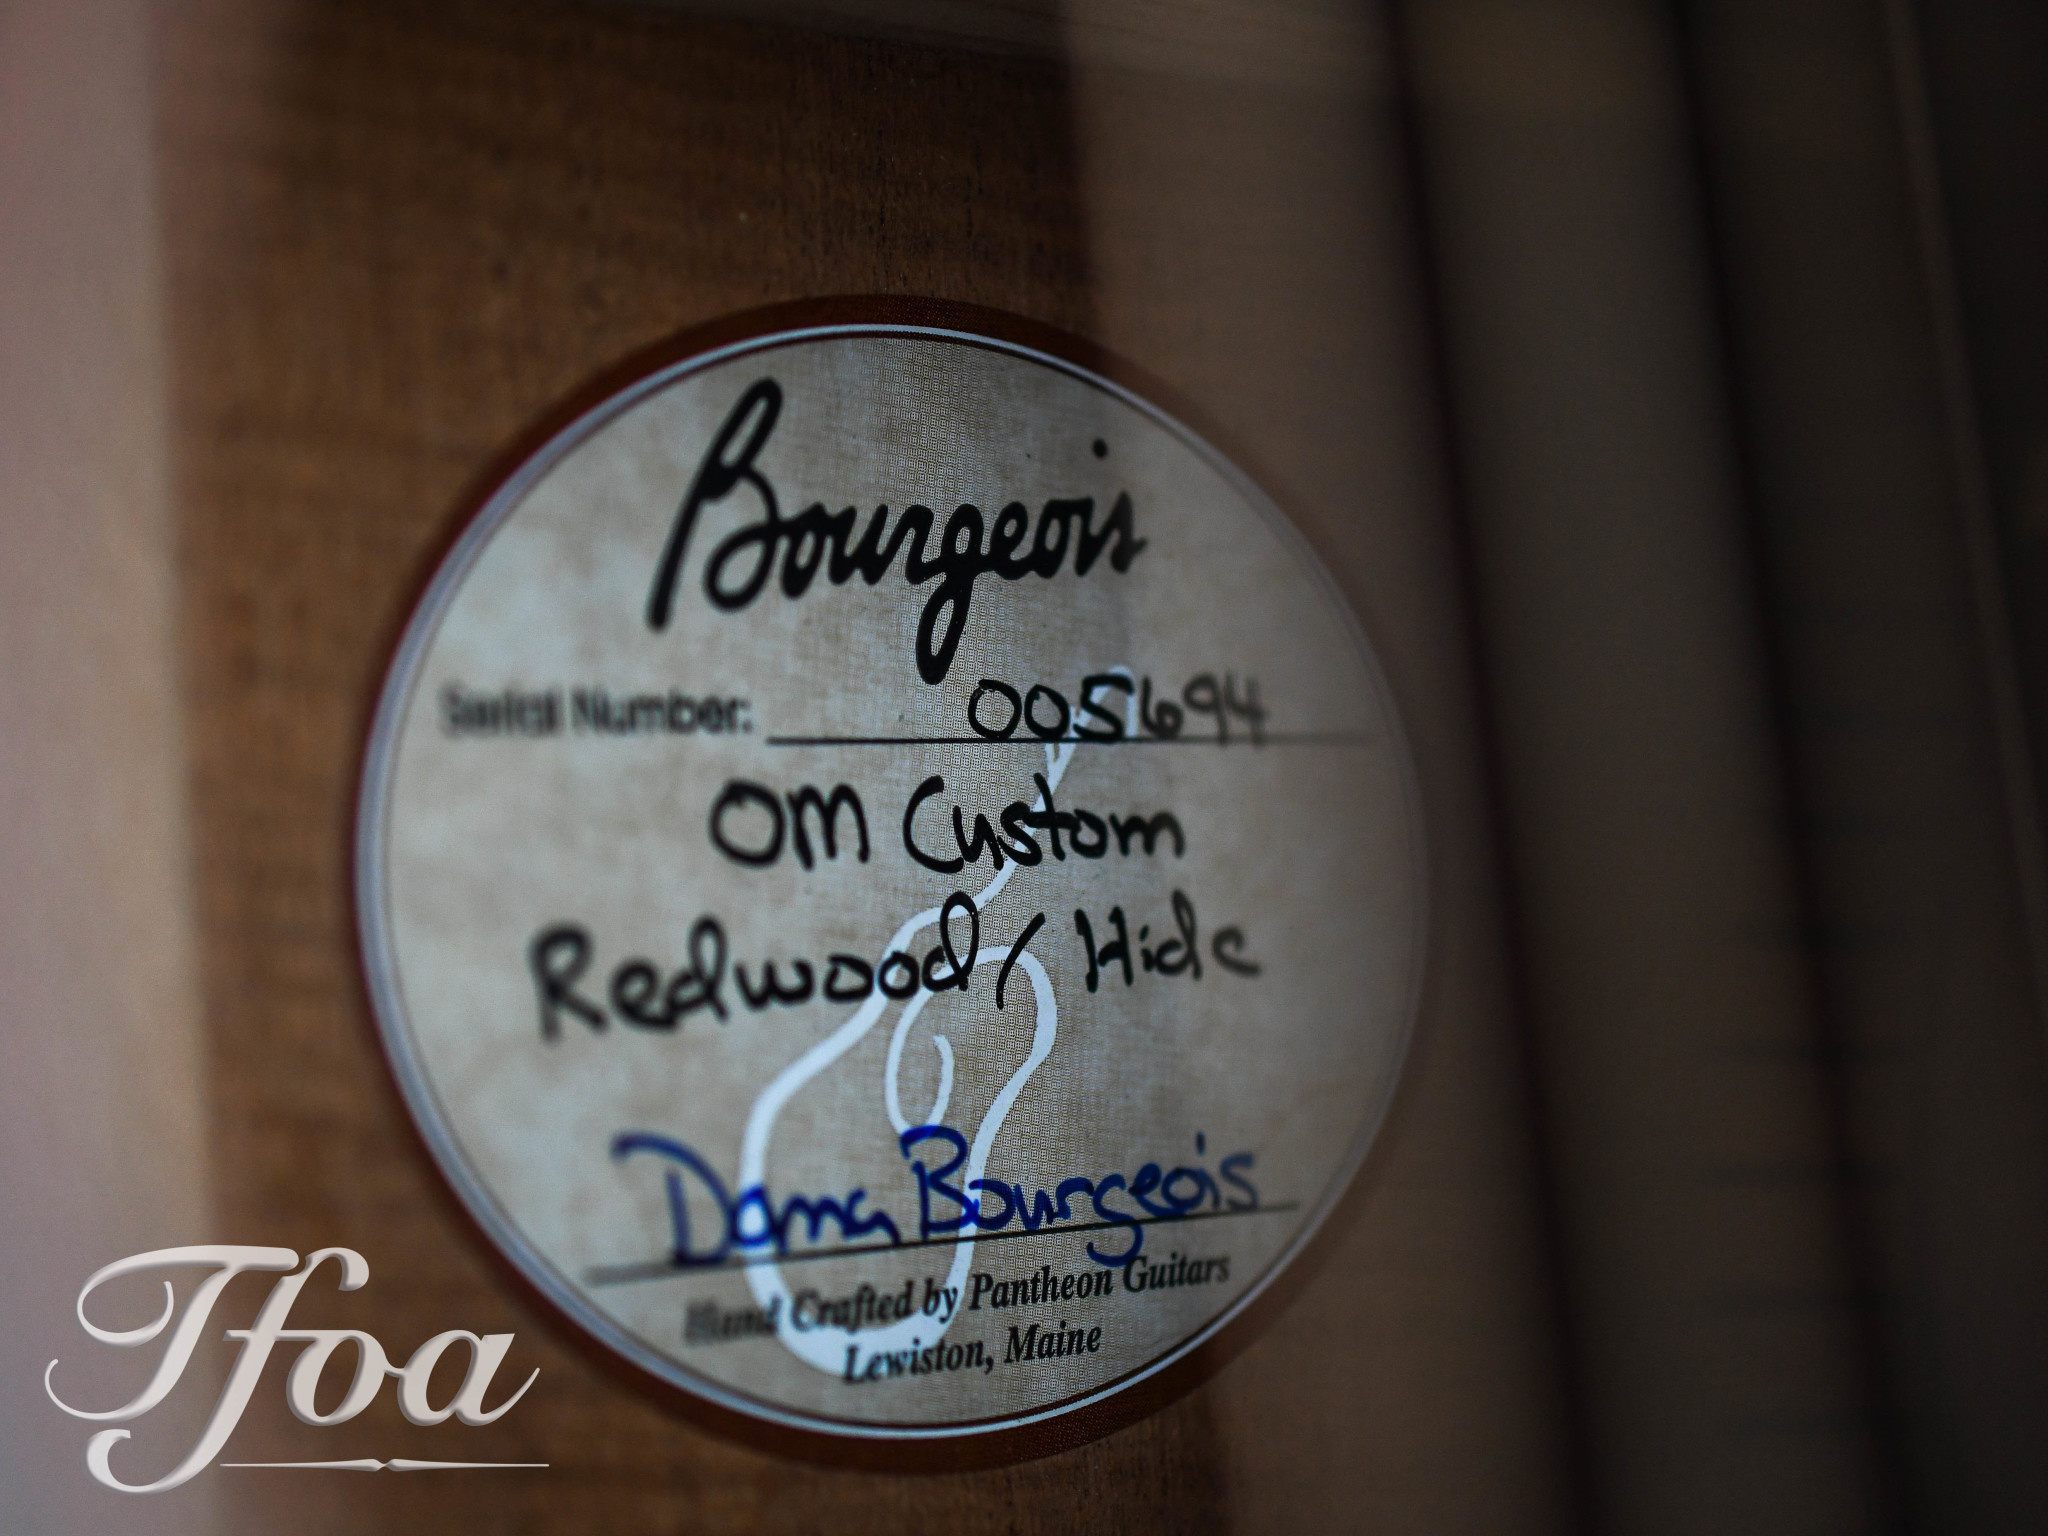 Bourgeois
Serial Number: 005694
OM Custom
Redwood / Hide
Dana Bourgeois
Hand Crafted by Pantheon Guitars
Lewiston, Maine
Tfoa